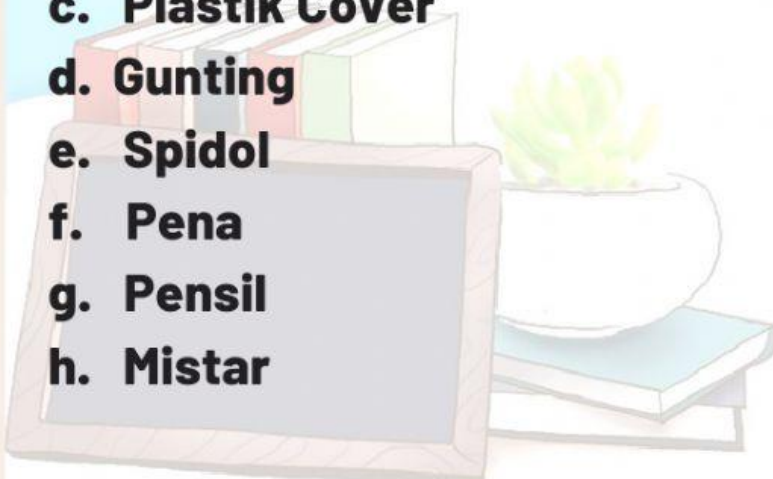 c. Plastik Cover
d. Gunting
e. Spidol
f. Pena
g. Pensil
h. Mistar